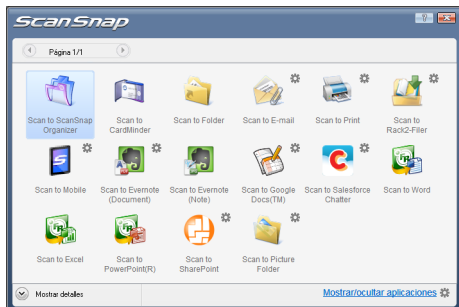 ScanSnap
Página 1/1
Scan to ScanSnap Organizer
Scan to CardMinder
Scan to Folder
Scan to E-mail
Scan to Print
Scan to Rack2-Filer
Scan to Mobile
Scan to Evernote (Document)
Scan to Evernote (Note)
Scan to Google Docs(TM)
Scan to Salesforce Chatter
Scan to Word
Scan to Excel
Scan to PowerPoint(R)
Scan to SharePoint
Scan to Picture Folder
Mostrar detalles
Mostrar/ocultar aplicaciones